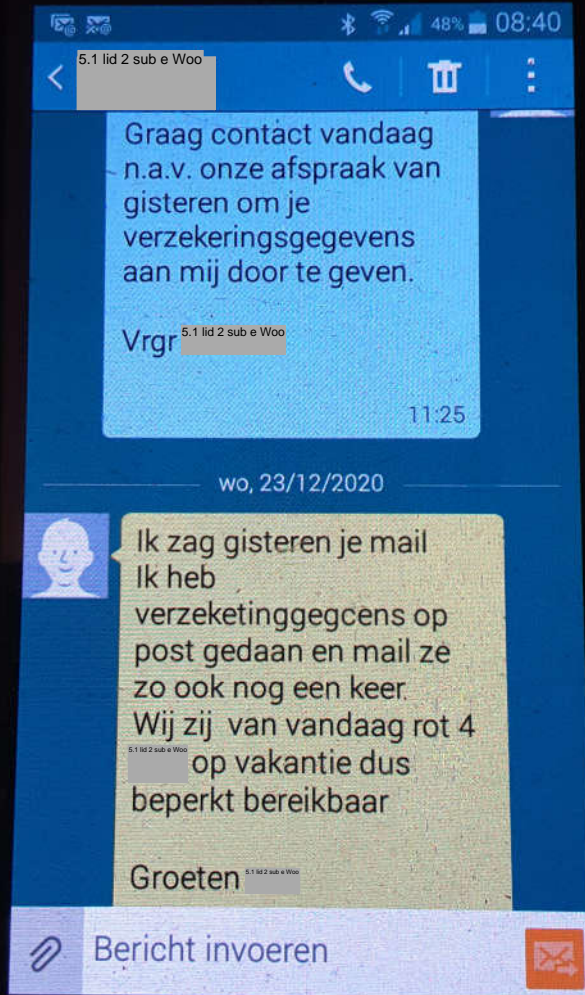 48% 08:40
5.1 lid 2 sub e Woo
Graag contact vandaag
n.a.v. onze afspraak van
gisteren om je
verzekeringsgegevens
aan mij door te geven.
Vrgr 5.1 lid 2 sub e Woo
11:25
wo, 23/12/2020
Ik zag gisteren je mail
Ik heb
verzeketinggegcens op
post gedaan en mail ze
zo ook nog een keer.
Wij zij van vandaag rot 4
5.1 lid 2 sub e Woo op vakantie dus
beperkt bereikbaar
Groeten 5.1 lid 2 sub e Woo
Bericht invoeren